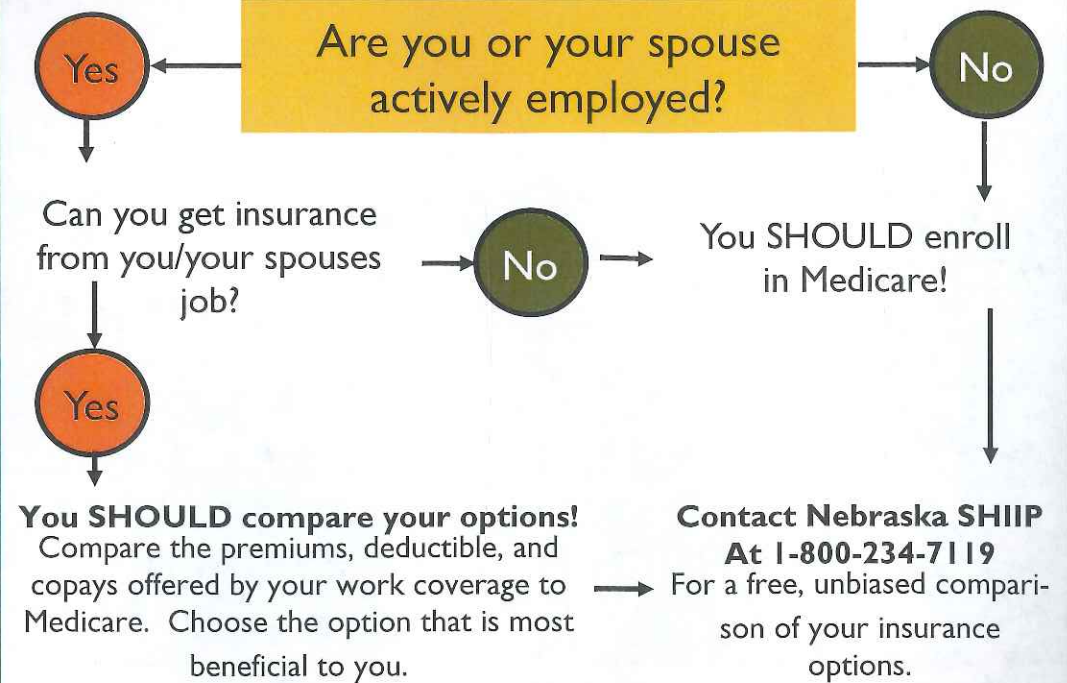 Are you or your spouse
actively employed?
Yes
No
Can you get insurance
from you/your spouses
job?
No
You SHOULD enroll
in Medicare!
Yes
You SHOULD compare your options!
Compare the premiums, deductible, and
copays offered by your work coverage to
Medicare. Choose the option that is most
beneficial to you.
Contact Nebraska SHIIP
At 1-800-234-7119
For a free, unbiased compari-
son of your insurance
options.